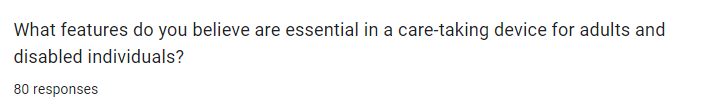 What features do you believe are essential in a care-taking device for adults and
disabled individuals?
80 responses